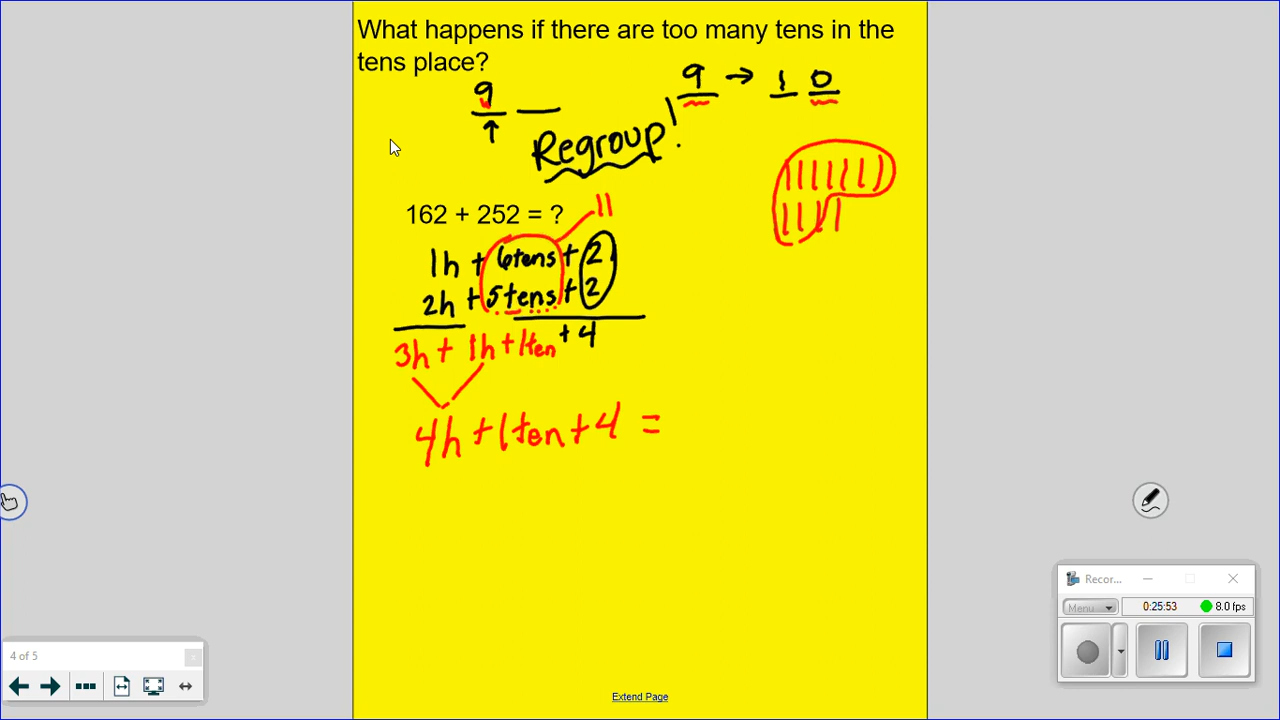 What happens if there are too many tens in the
tens place?
9
9 → 1 0
Regroup!
162 + 252 = ?
11
1h + 6tens + 2
2h + 5tens + 2
3h + 1h + 1ten + 4
4h + 1ten + 4 =
Extend Page
4 of 5
Recor...
Menu
0:25:53
8.0 fps